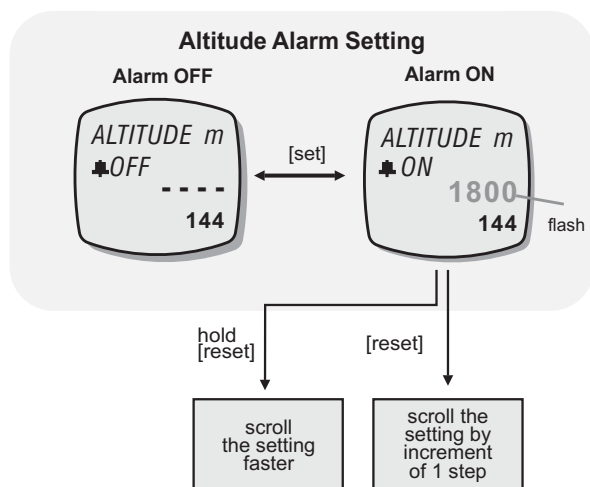 Altitude Alarm Setting
Alarm OFF
Alarm ON
ALTITUDE m
OFF
- - - -
144
[set]
ALTITUDE m
ON
1800
144
flash
hold
[reset]
[reset]
scroll
the setting
faster
scroll the
setting by
increment
of 1 step